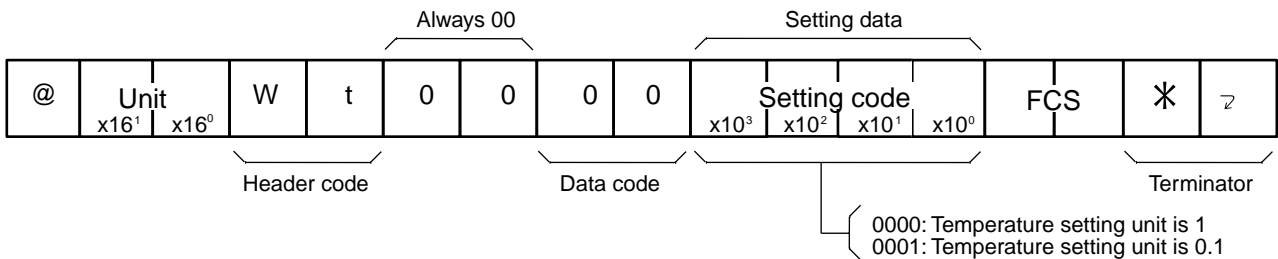 Always 00 Setting data
@ Unit W t 0 0 0 0 Setting code FCS * ↵
x16¹ x16⁰ x10³ x10² x10¹ x10⁰
Header code Data code Terminator
0000: Temperature setting unit is 1
0001: Temperature setting unit is 0.1